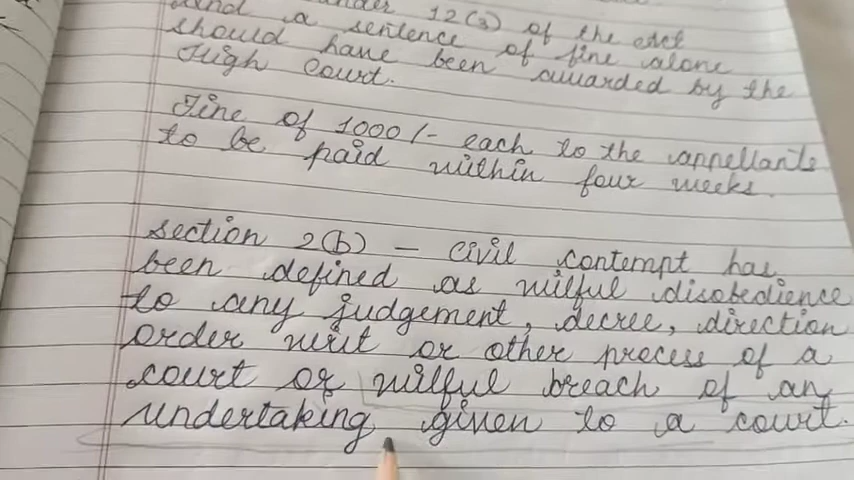 under 12(3) of the act
and a sentence of fine alone
should have been awarded by the
High Court.
Fine of 1000/- each to the appellants
to be paid within four weeks.
section 2(b) – civil contempt has
been defined as wilful disobedience
to any judgement, decree, direction
order writ or other process of a
court or wilful breach of an
undertaking given to a court.